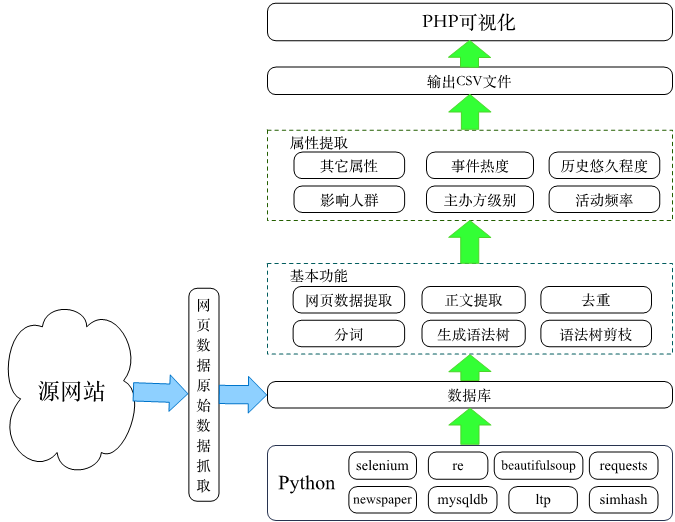 PHP可视化
输出CSV文件
属性提取
其它属性 事件热度 历史悠久程度
影响人群 主办方级别 活动频率
基本功能
网页数据提取 正文提取 去重
分词 生成语法树 语法树剪枝
源网站
网页数据原始数据抓取
数据库
Python
selenium re beautifulsoup requests
newspaper mysqldb ltp simhash